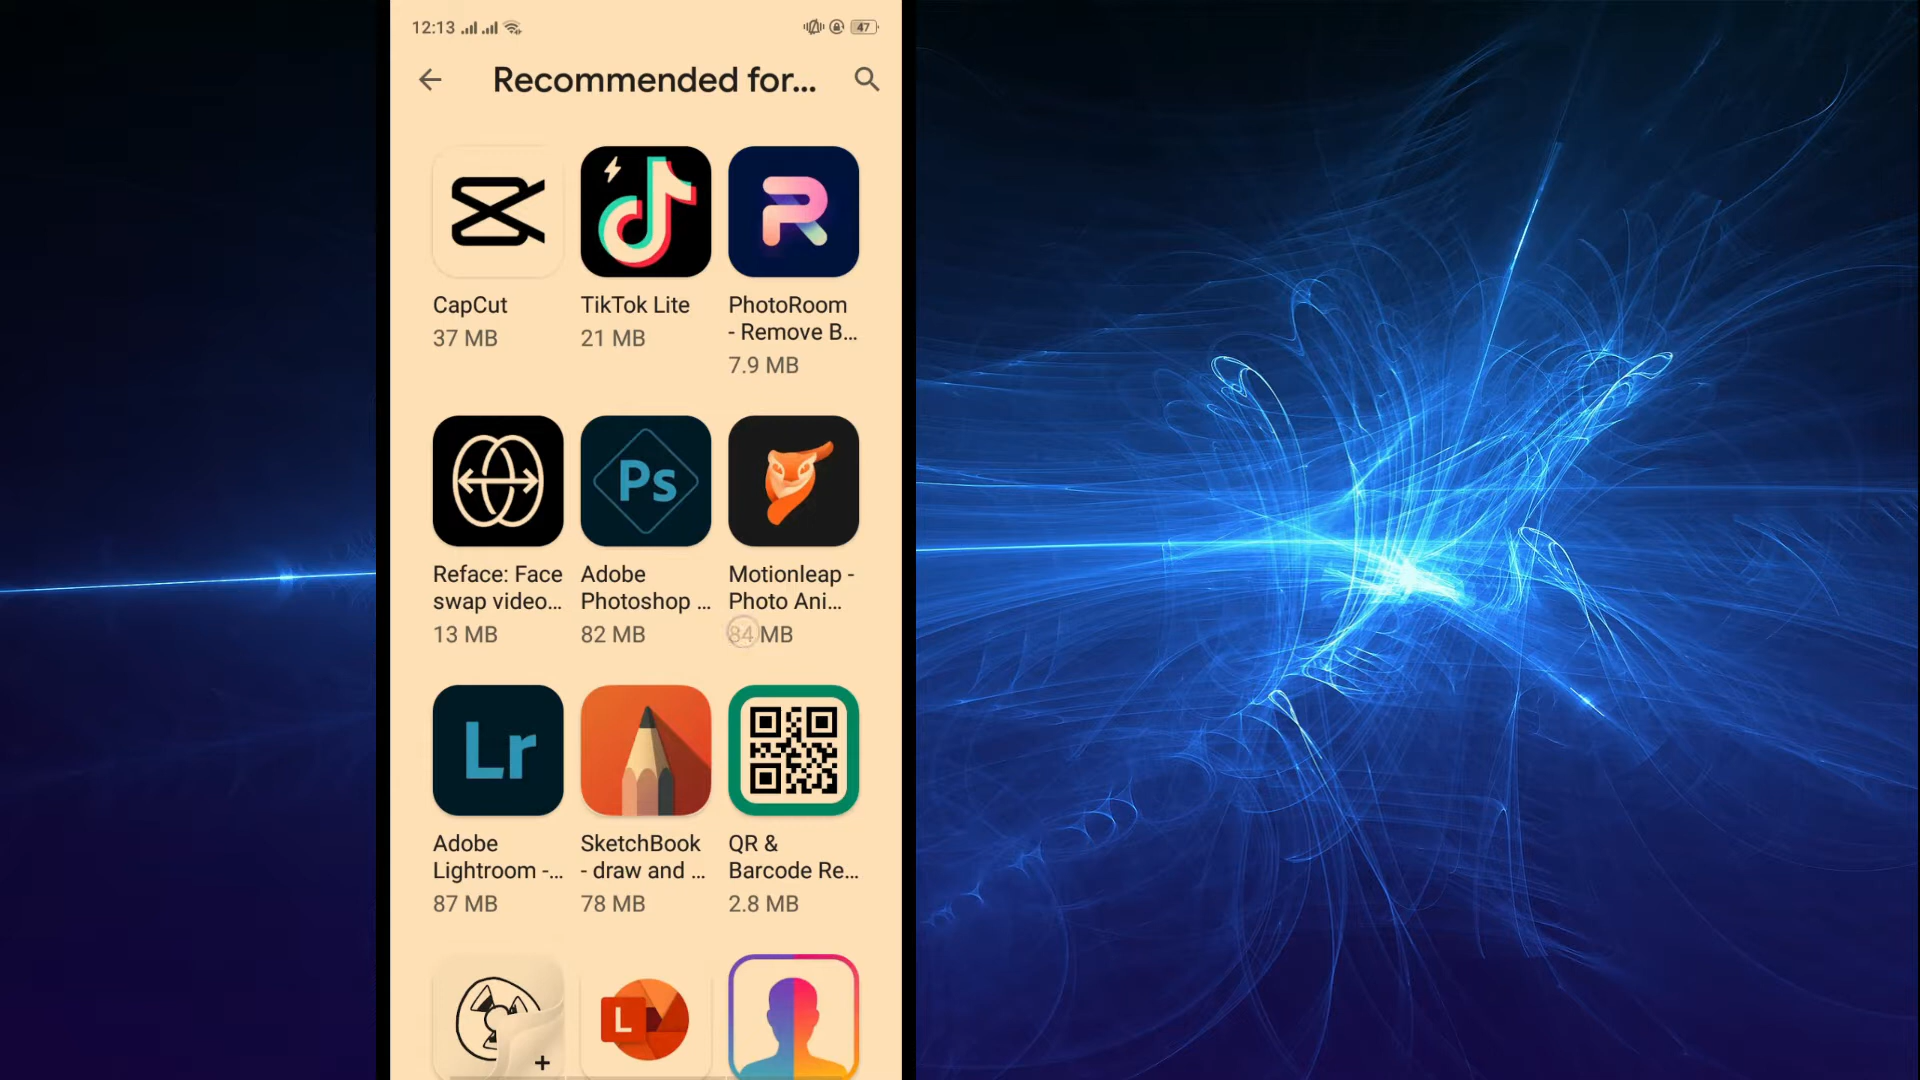 12:13
47
Recommended for...
CapCut
37 MB
TikTok Lite
21 MB
PhotoRoom
- Remove B...
7.9 MB
Reface: Face
swap video...
13 MB
Ps
Adobe
Photoshop ...
82 MB
Motionleap -
Photo Ani...
84 MB
Lr
Adobe
Lightroom -...
87 MB
SketchBook
- draw and ...
78 MB
QR &
Barcode Re...
2.8 MB
L